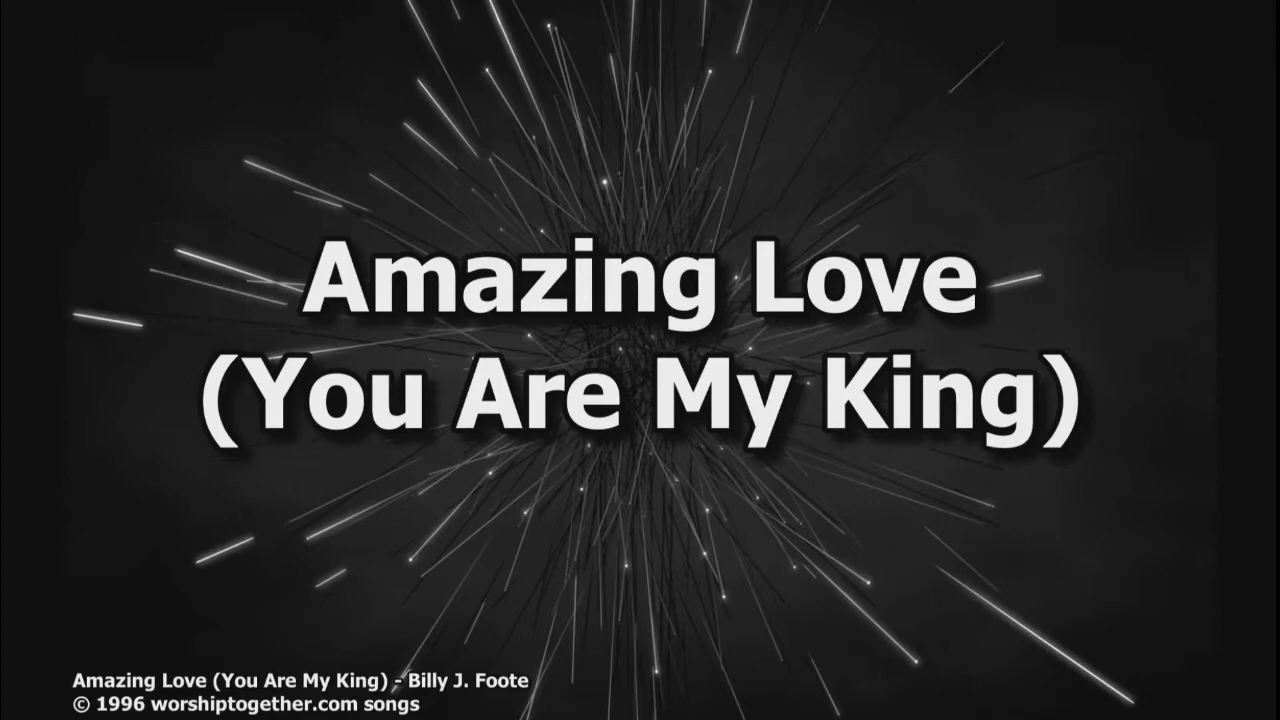 Amazing Love
(You Are My King)
Amazing Love (You Are My King) - Billy J. Foote
© 1996 worshiptogether.com songs